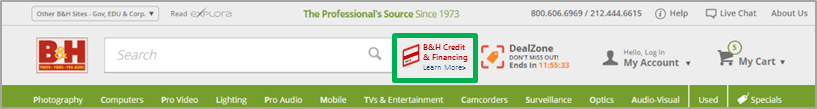 Other B&H Sites - Gov, EDU & Corp.
Read explora
The Professional's Source Since 1973
800.606.6969 / 212.444.6615
Help
Live Chat
About Us
B&H
PHOTO - VIDEO - PRO AUDIO
Search
B&H Credit
& Financing
Learn More>
DealZone
DON'T MISS OUT!
Ends In 11:55:33
Hello, Log In
My Account
5
My Cart
Photography
Computers
Pro Video
Lighting
Pro Audio
Mobile
TVs & Entertainment
Camcorders
Surveillance
Optics
Audio-Visual
Used
Specials